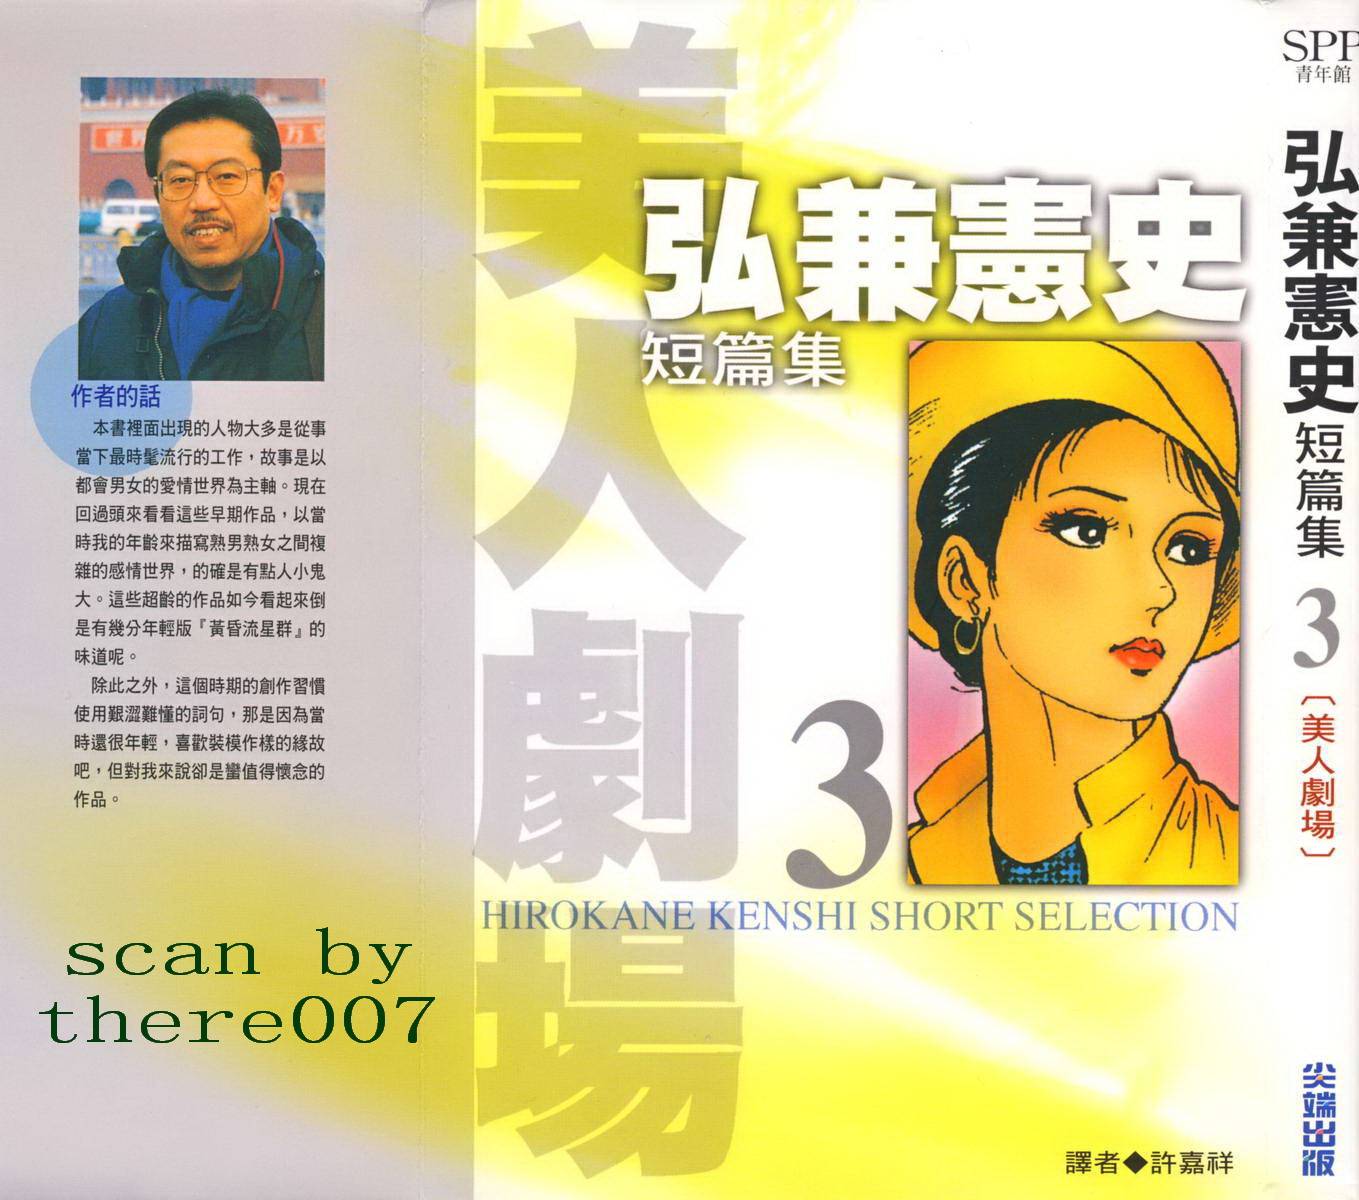 世界
万岁
作者的話
本書裡面出現的人物大多是從事
當下最時髦流行的工作,故事是以
都會男女的愛情世界為主軸。現在
回過頭來看看這些早期作品,以當
時我的年齡來描寫熟男熟女之間複
雜的感情世界,的確是有點人小鬼
大。這些超齡的作品如今看起來倒
是有幾分年輕版『黃昏流星群』的
味道呢。
除此之外,這個時期的創作習慣
使用艱澀難懂的詞句,那是因為當
時還很年輕,喜歡裝模作樣的緣故
吧,但對我來說卻是蠻值得懷念的
作品。
scan by
there007
美人劇場
弘兼憲史
短篇集
3
HIROKANE KENSHI SHORT SELECTION
譯者◆許嘉祥
SPP
青年館
弘兼憲史
短篇集
3
〔美人劇場〕
尖端出版